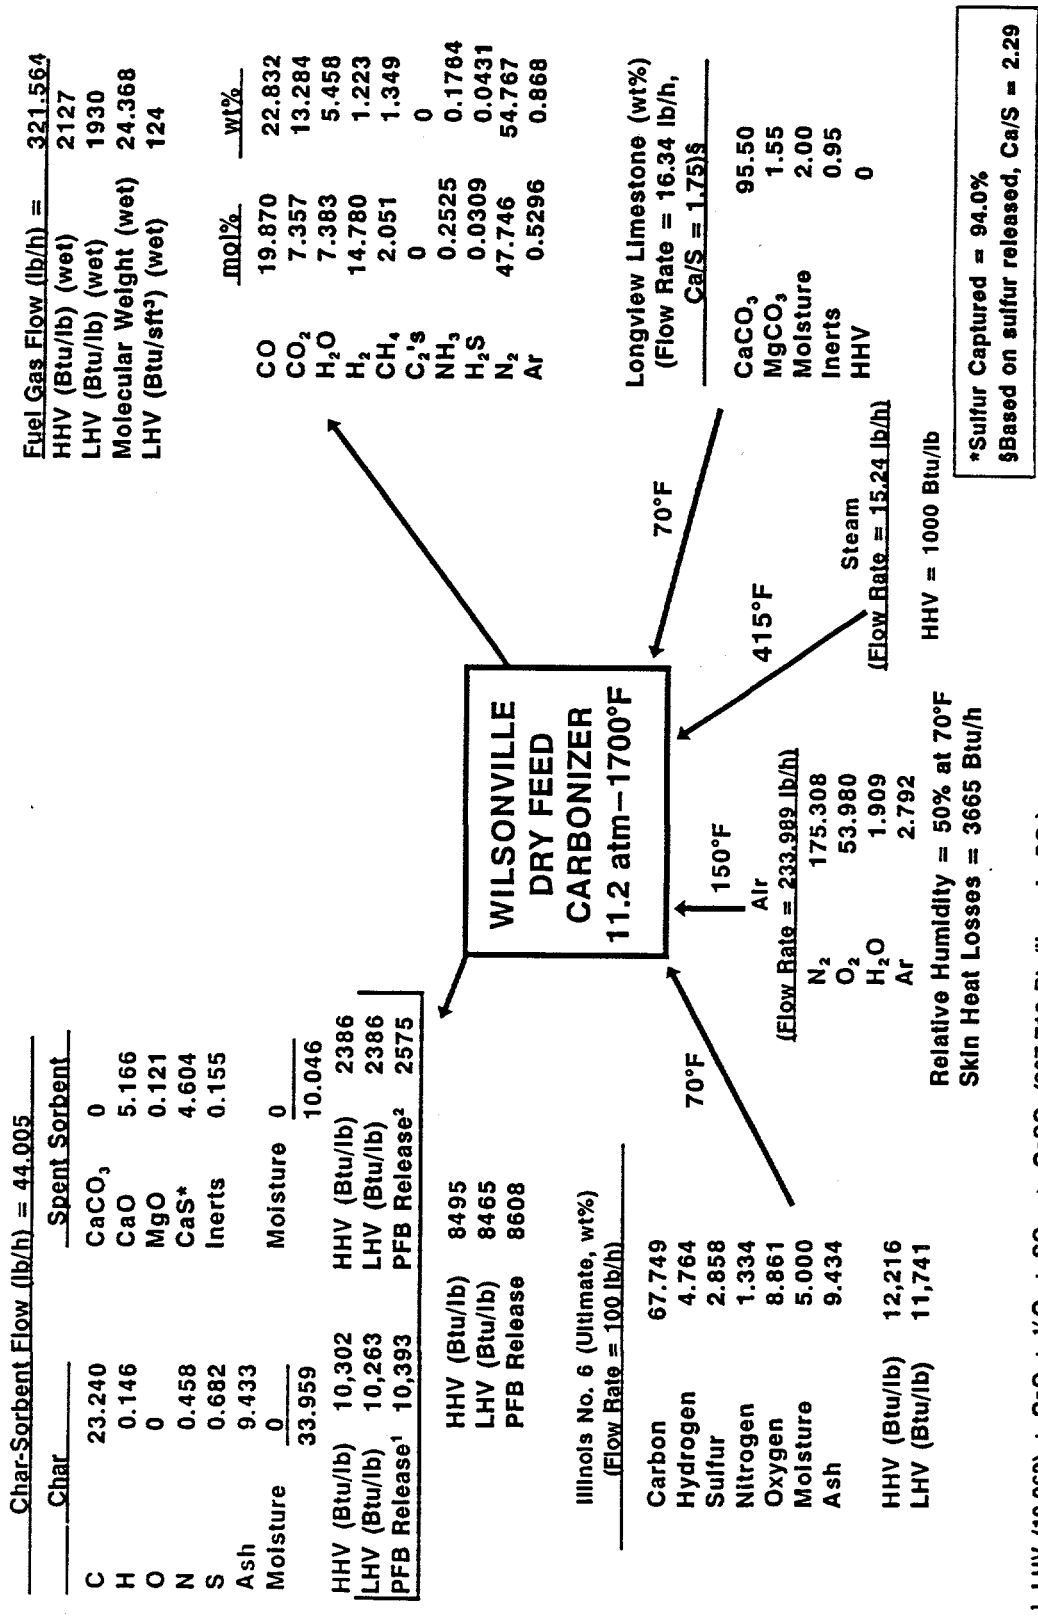 Char-Sorbent Flow (lb/h) = 44.005
Char
C 23.240
H 0.146
O 0
N 0.458
S 0.682
Ash 9.433
Moisture 0
33.959
HHV (Btu/lb) 10,302
LHV (Btu/lb) 10,263
PFB Release¹ 10,393
Spent Sorbent
CaCO₃ 0
CaO 5.166
MgO 0.121
CaS* 4.604
Inerts 0.155
Moisture 0
10.046
HHV (Btu/lb) 2386
LHV (Btu/lb) 2386
PFB Release² 2575
HHV (Btu/lb) 8495
LHV (Btu/lb) 8465
PFB Release 8608
Fuel Gas Flow (lb/h) = 321.564
HHV (Btu/lb) (wet) 2127
LHV (Btu/lb) (wet) 1930
Molecular Weight (wet) 24.368
LHV (Btu/sft³) (wet) 124
mol% wt%
CO 19.870 22.832
CO₂ 7.357 13.284
H₂O 7.383 5.458
H₂ 14.780 1.223
CH₄ 2.051 1.349
C₂'s 0 0
NH₃ 0.2525 0.1764
H₂S 0.0309 0.0431
N₂ 47.746 54.767
Ar 0.5296 0.868
WILSONVILLE
DRY FEED
CARBONIZER
11.2 atm–1700°F
Illinois No. 6 (Ultimate, wt%)
(Flow Rate = 100 lb/h)
Carbon 67.749
Hydrogen 4.764
Sulfur 2.858
Nitrogen 1.334
Oxygen 8.861
Moisture 5.000
Ash 9.434
HHV (Btu/lb) 12,216
LHV (Btu/lb) 11,741
70°F
150°F
Air
(Flow Rate = 233.989 lb/h)
N₂ 175.308
O₂ 53.980
H₂O 1.909
Ar 2.792
Relative Humidity = 50% at 70°F
Skin Heat Losses = 3665 Btu/h
415°F
Steam
(Flow Rate = 15.24 lb/h)
HHV = 1000 Btu/lb
70°F
Longview Limestone (wt%)
(Flow Rate = 16.34 lb/h,
Ca/S = 1.75)§
CaCO₃ 95.50
MgCO₃ 1.55
Moisture 2.00
Inerts 0.95
HHV 0
*Sulfur Captured = 94.0%
§Based on sulfur released, Ca/S = 2.29